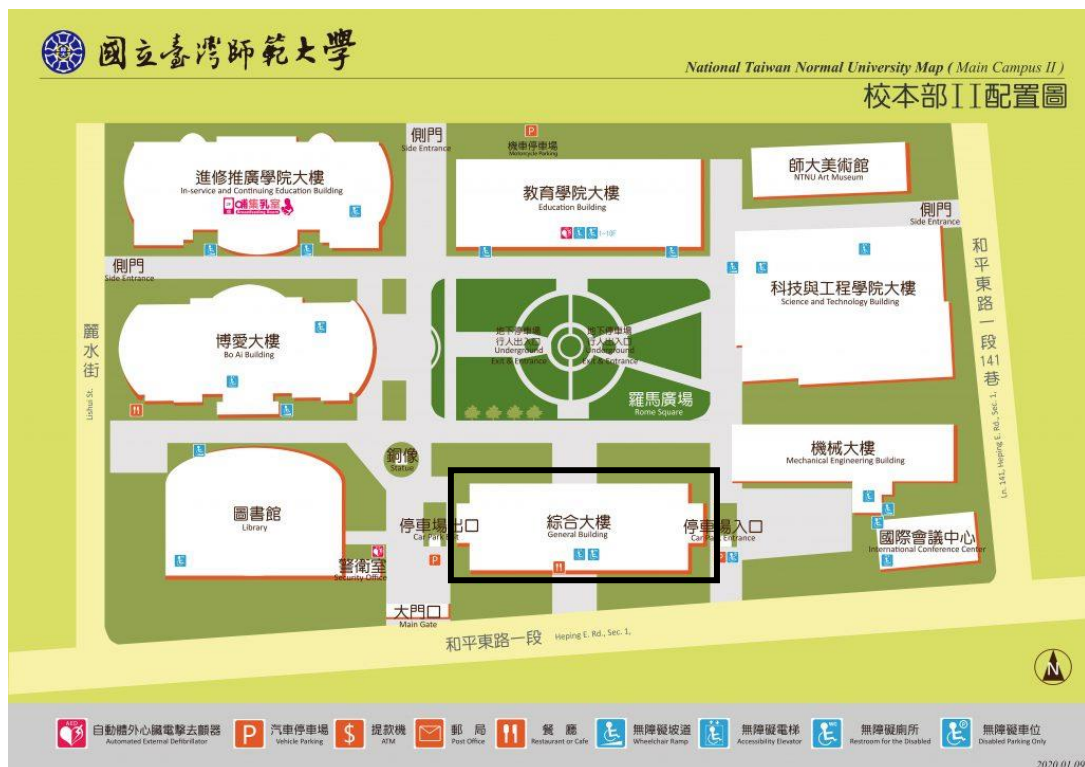 國立臺灣師範大學
National Taiwan Normal University Map ( Main Campus II )
校本部II配置圖
側門
Side Entrance
P
機車停車場
Motorcycle Parking
進修推廣學院大樓
In-service and Continuing Education Building
哺集乳室
教育學院大樓
Education Building
1~10F
師大美術館
NTNU Art Museum
側門
Side Entrance
側門
Side Entrance
科技與工程學院大樓
Science and Technology Building
麗水街
Lishui St.
博愛大樓
Bo Ai Building
地下停車場
行人出入口
Underground
Exit & Entrance
地下停車場
行人出入口
Underground
Exit & Entrance
羅馬廣場
Rome Square
和平東路一段141巷
Ln. 141, Heping E. Rd., Sec. 1,
銅像
Statue
機械大樓
Mechanical Engineering Building
圖書館
Library
停車場出口
Car Park Exit
P
綜合大樓
General Building
停車場入口
Car Park Entrance
P
國際會議中心
International Conference Center
警衛室
Security Office
大門口
Main Gate
和平東路一段 Heping E. Rd., Sec. 1,
N
AED 自動體外心臟電擊去顫器
Automated External Defibrillator
P 汽車停車場
Vehicle Parking
$ 提款機
ATM
郵局
Post Office
餐廳
Restaurant or Cafe
無障礙坡道
Wheelchair Ramp
無障礙電梯
Accessibility Elevator
無障礙廁所
Restroom for the Disabled
無障礙車位
Disabled Parking Only
2020.01.09